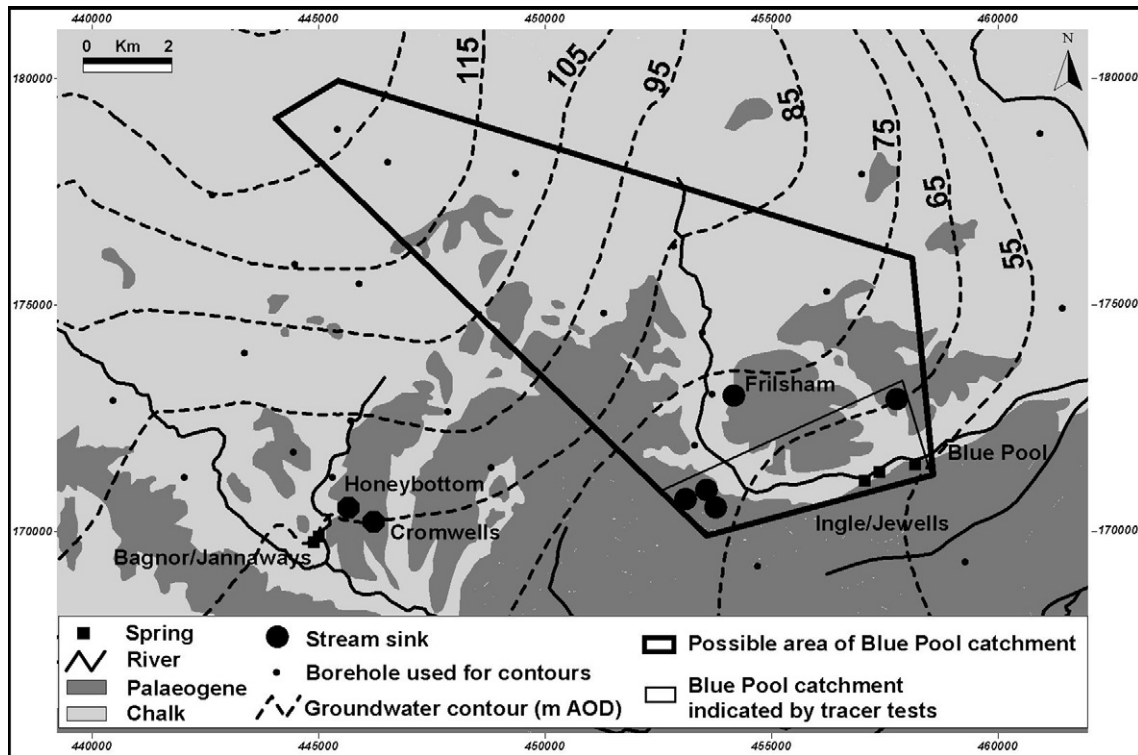 440000 445000 450000 455000 460000
0 Km 2
N
180000 180000
115 105 95 85 75 65 55
175000 175000
Frilsham
Blue Pool
Honeybottom
Ingle/Jewells
Cromwells
170000 170000
Bagnor/Jannaways
Spring
River
Palaeogene
Chalk
Stream sink
Borehole used for contours
Groundwater contour (m AOD)
Possible area of Blue Pool catchment
Blue Pool catchment
indicated by tracer tests
440000 445000 450000 455000 460000